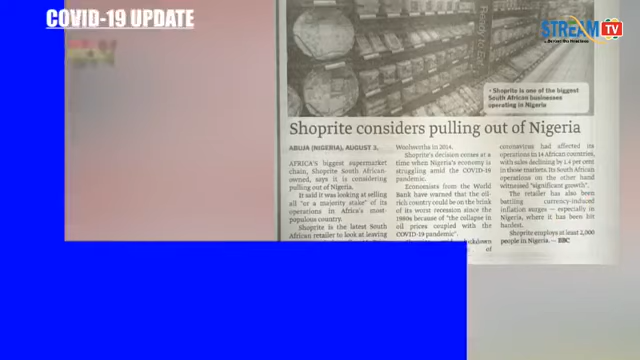 COVID-19 UPDATE
STREAM TV
Ready to E
• Shoprite is one of the biggest
South African businesses
operating in Nigeria
Shoprite considers pulling out of Nigeria
ABUJA (NIGERIA), AUGUST 3,
AFRICA'S biggest supermarket
chain, Shoprite South African-
owned, says it is considering
pulling out of Nigeria.
It said it was looking at selling
all "or a majority stake" of its
operations in Africa's most-
populous country.
Shoprite is the latest South
African retailer to look at leaving
Woolworths in 2014.
Shoprite's decision comes at a
time when Nigeria's economy is
struggling amid the COVID-19
pandemic.
Economists from the World
Bank have warned that the oil-
rich country could be on the brink
of its worst recession since the
1980s because of "the collapse in
oil prices coupled with the
COVID-19 pandemic".
lockdown
of
coronavirus had affected its
operations in 14 African countries,
with sales declining by 1.4 per cent
in those markets. Its South African
operations on the other hand
witnessed "significant growth".
The retailer has also been
battling currency-induced
inflation surges — especially in
Nigeria, where it has been hit
hardest.
Shoprite employs at least 2,000
people in Nigeria. — BBC